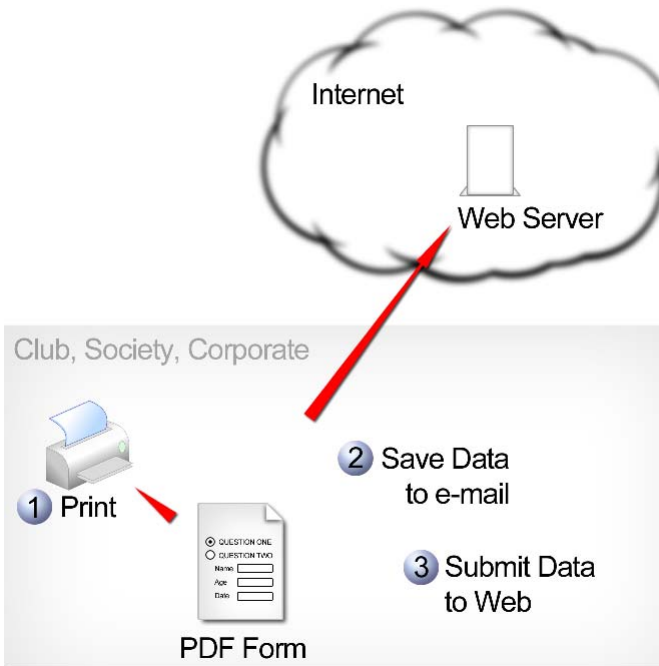 Internet
Web Server
Club, Society, Corporate
1 Print
2 Save Data
to e-mail
QUESTION ONE
QUESTION TWO
Name
Age
Date
3 Submit Data
to Web
PDF Form